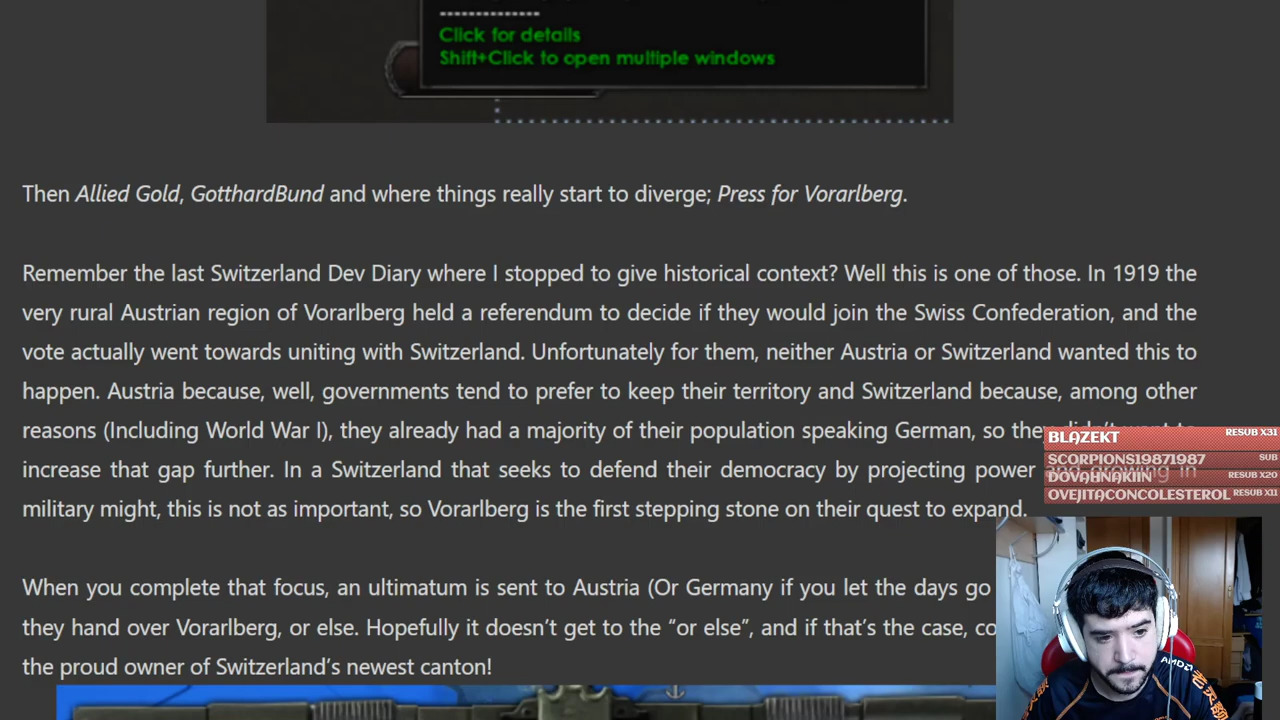 Click for details
Shift+Click to open multiple windows
Then Allied Gold, GotthardBund and where things really start to diverge; Press for Vorarlberg.
Remember the last Switzerland Dev Diary where I stopped to give historical context? Well this is one of those. In 1919 the
very rural Austrian region of Vorarlberg held a referendum to decide if they would join the Swiss Confederation, and the
vote actually went towards uniting with Switzerland. Unfortunately for them, neither Austria or Switzerland wanted this to
happen. Austria because, well, governments tend to prefer to keep their territory and Switzerland because, among other
reasons (Including World War I), they already had a majority of their population speaking German, so they didn't want to
increase that gap further. In a Switzerland that seeks to defend their democracy by projecting power and growing in
military might, this is not as important, so Vorarlberg is the first stepping stone on their quest to expand.
When you complete that focus, an ultimatum is sent to Austria (Or Germany if you let the days go
they hand over Vorarlberg, or else. Hopefully it doesn't get to the “or else”, and if that's the case,
the proud owner of Switzerland's newest canton!
BLAZEKT RESUB X31
SCORPIONS19871987 SUB
DOVAHNAKIIN RESUB X20
OVEJITACONCOLESTEROL RESUB X11
AMD